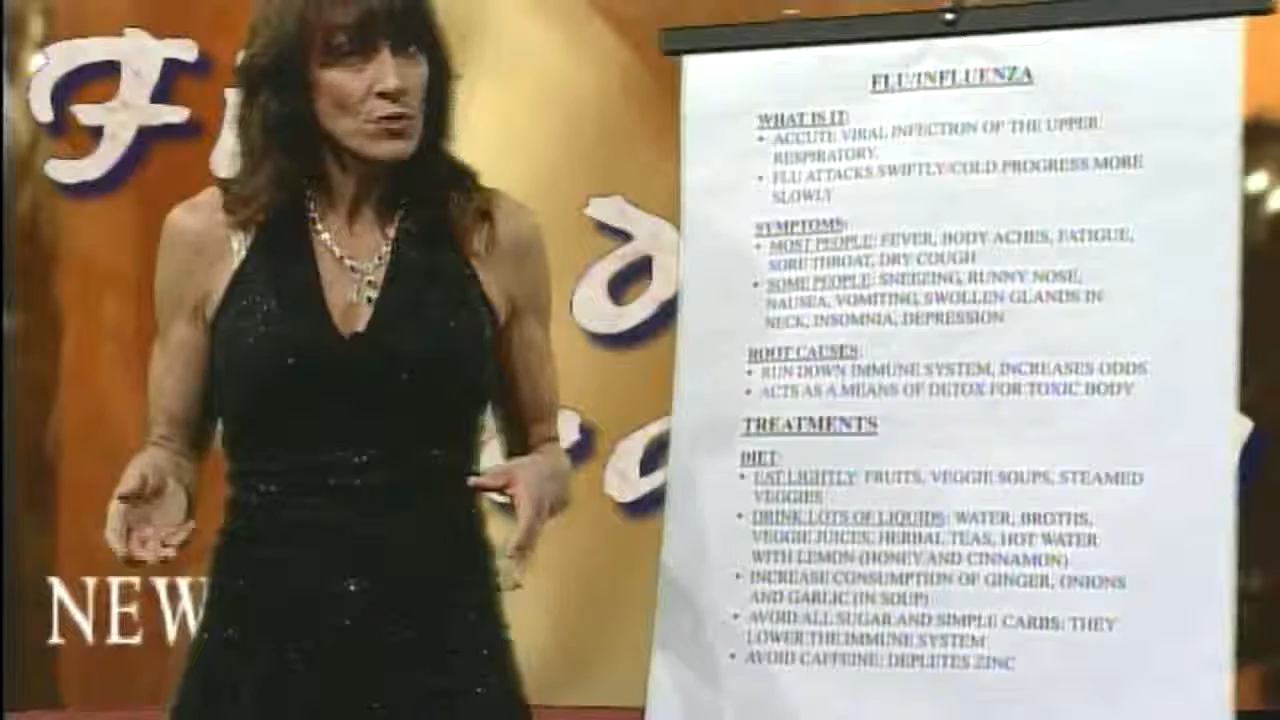 FLU/INFLUENZA
WHAT IS IT:
• ACCUTE VIRAL INFECTION OF THE UPPER
RESPIRATORY.
• FLU ATTACKS SWIFTLY/COLD PROGRESS MORE
SLOWLY
SYMPTOMS:
• MOST PEOPLE: FEVER, BODY ACHES, FATIGUE,
SORE THROAT, DRY COUGH
• SOME PEOPLE: SNEEZING, RUNNY NOSE,
NAUSEA, VOMITING, SWOLLEN GLANDS IN
NECK, INSOMNIA, DEPRESSION
ROOT CAUSES:
• RUN DOWN IMMUNE SYSTEM, INCREASES ODDS
• ACTS AS A MEANS OF DETOX FOR TOXIC BODY
TREATMENTS
DIET:
• EAT LIGHTLY: FRUITS, VEGGIE SOUPS, STEAMED
VEGGIES
• DRINK LOTS OF LIQUIDS: WATER, BROTHS,
VEGGIE JUICES, HERBAL TEAS, HOT WATER
WITH LEMON (HONEY AND CINNAMON)
• INCREASE CONSUMPTION OF GINGER, ONIONS
AND GARLIC (IN SOUP)
• AVOID ALL SUGAR AND SIMPLE CARBS: THEY
LOWER THE IMMUNE SYSTEM
• AVOID CAFFEINE: DEPLETES ZINC
NEW